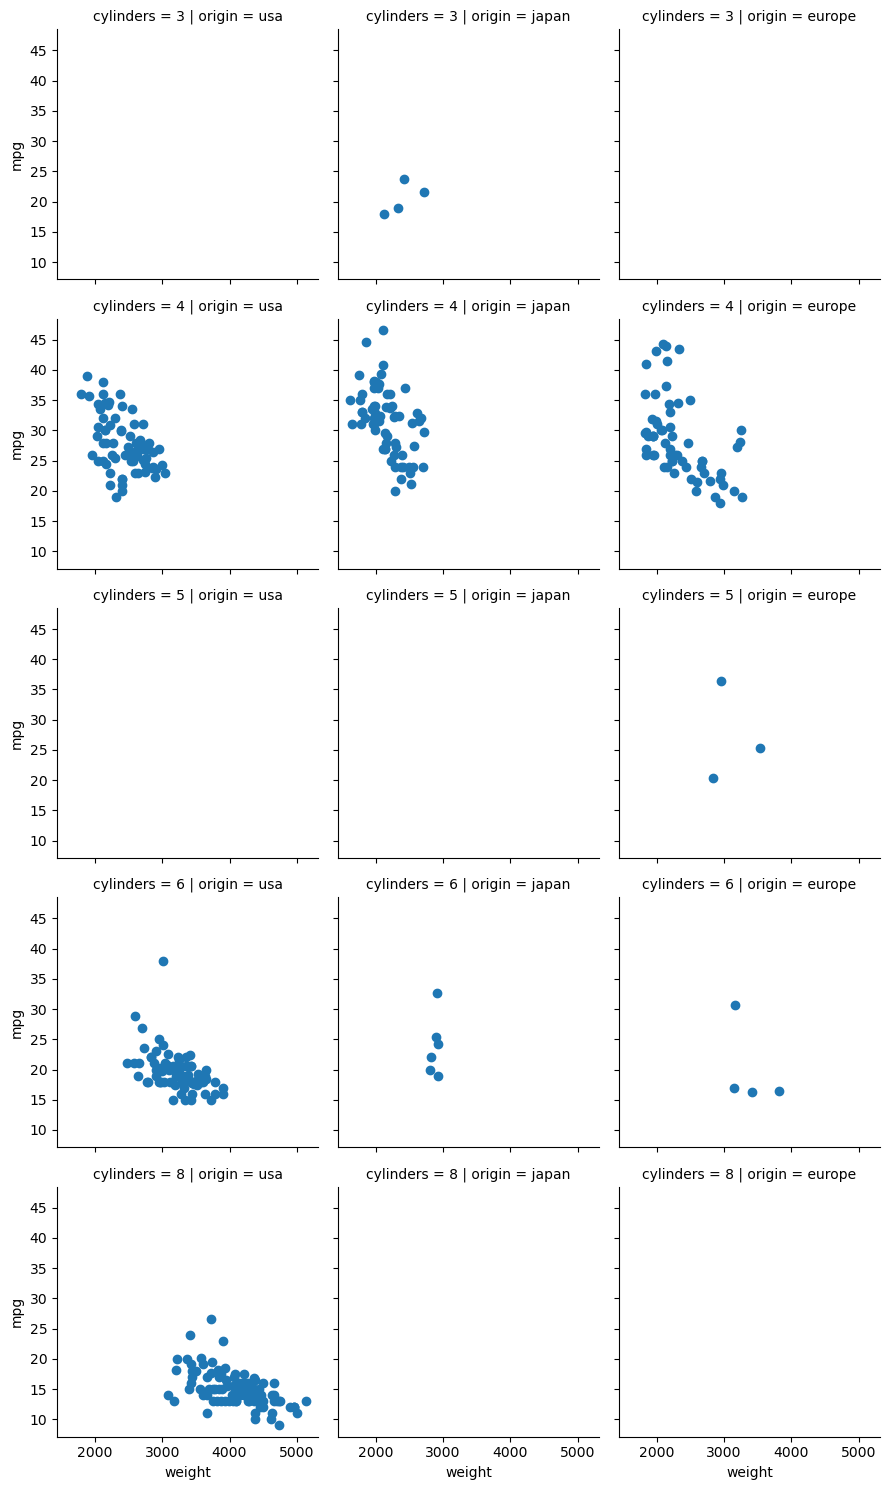 cylinders = 3 | origin = usa
cylinders = 3 | origin = japan
cylinders = 3 | origin = europe
45
40
35
30
25
20
15
10
mpg
cylinders = 4 | origin = usa
cylinders = 4 | origin = japan
cylinders = 4 | origin = europe
45
40
35
30
25
20
15
10
mpg
cylinders = 5 | origin = usa
cylinders = 5 | origin = japan
cylinders = 5 | origin = europe
45
40
35
30
25
20
15
10
mpg
cylinders = 6 | origin = usa
cylinders = 6 | origin = japan
cylinders = 6 | origin = europe
45
40
35
30
25
20
15
10
mpg
cylinders = 8 | origin = usa
cylinders = 8 | origin = japan
cylinders = 8 | origin = europe
45
40
35
30
25
20
15
10
mpg
2000 3000 4000 5000
weight
2000 3000 4000 5000
weight
2000 3000 4000 5000
weight